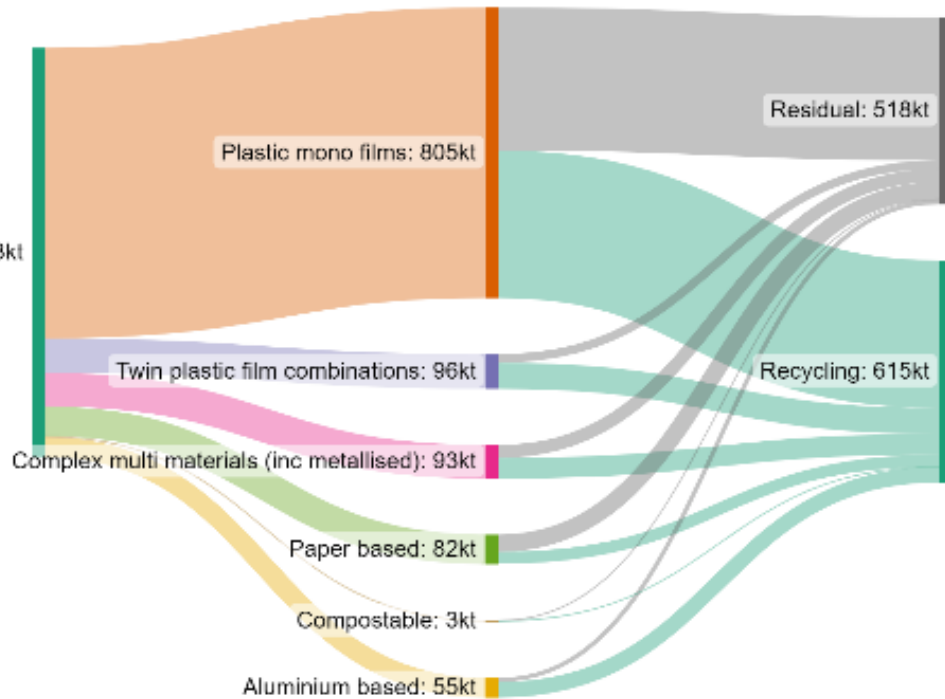 Residual: 518kt
Plastic mono films: 805kt
Recycling: 615kt
Twin plastic film combinations: 96kt
Complex multi materials (inc metallised): 93kt
Paper based: 82kt
Compostable: 3kt
Aluminium based: 55kt